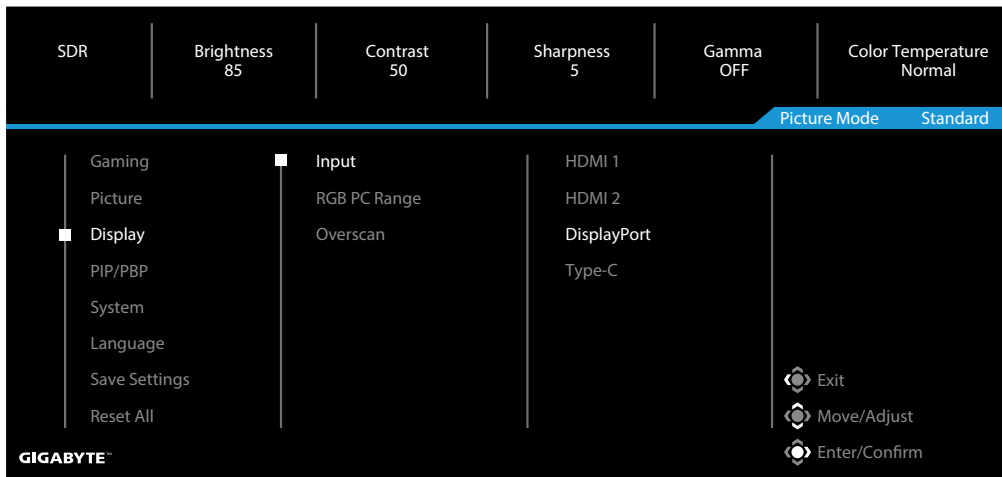 SDR
Brightness
85
Contrast
50
Sharpness
5
Gamma
OFF
Color Temperature
Normal
Picture Mode Standard
Gaming
Picture
Display
PIP/PBP
System
Language
Save Settings
Reset All
Input
RGB PC Range
Overscan
HDMI 1
HDMI 2
DisplayPort
Type-C
Exit
Move/Adjust
Enter/Confirm
GIGABYTE™